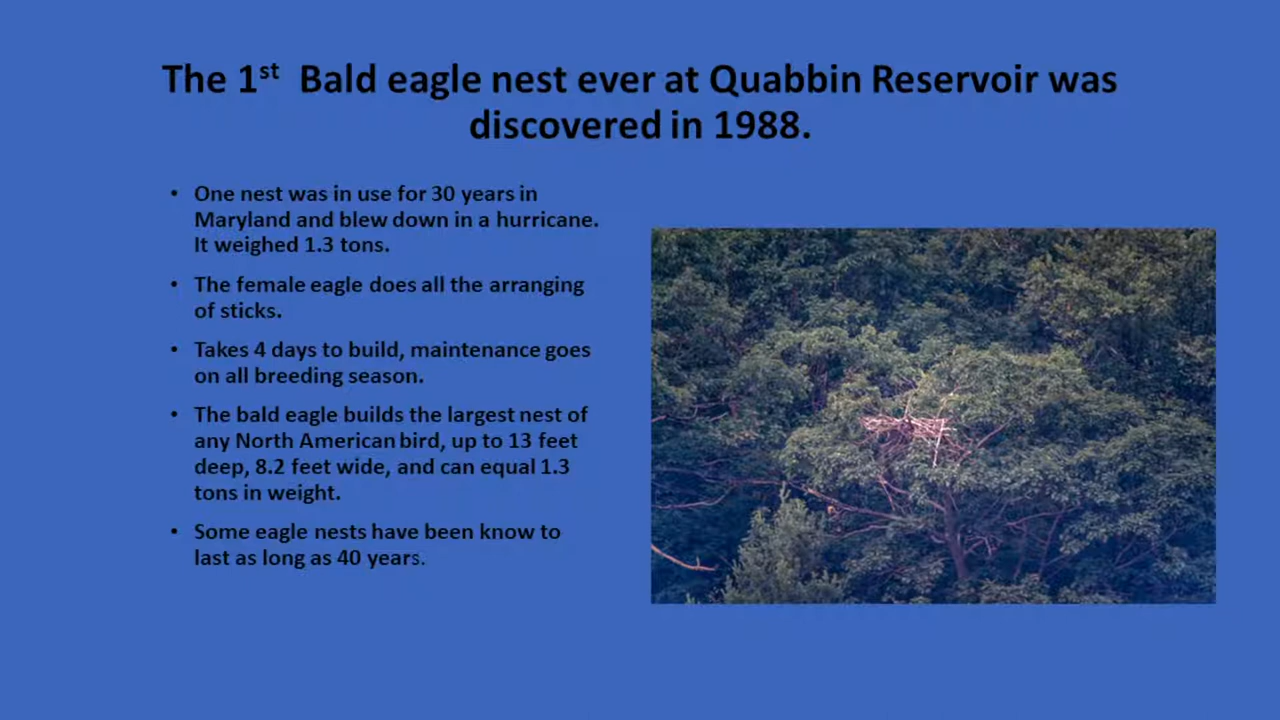 The 1st Bald eagle nest ever at Quabbin Reservoir was
discovered in 1988.
• One nest was in use for 30 years in
Maryland and blew down in a hurricane.
It weighed 1.3 tons.
• The female eagle does all the arranging
of sticks.
• Takes 4 days to build, maintenance goes
on all breeding season.
• The bald eagle builds the largest nest of
any North American bird, up to 13 feet
deep, 8.2 feet wide, and can equal 1.3
tons in weight.
• Some eagle nests have been know to
last as long as 40 years.